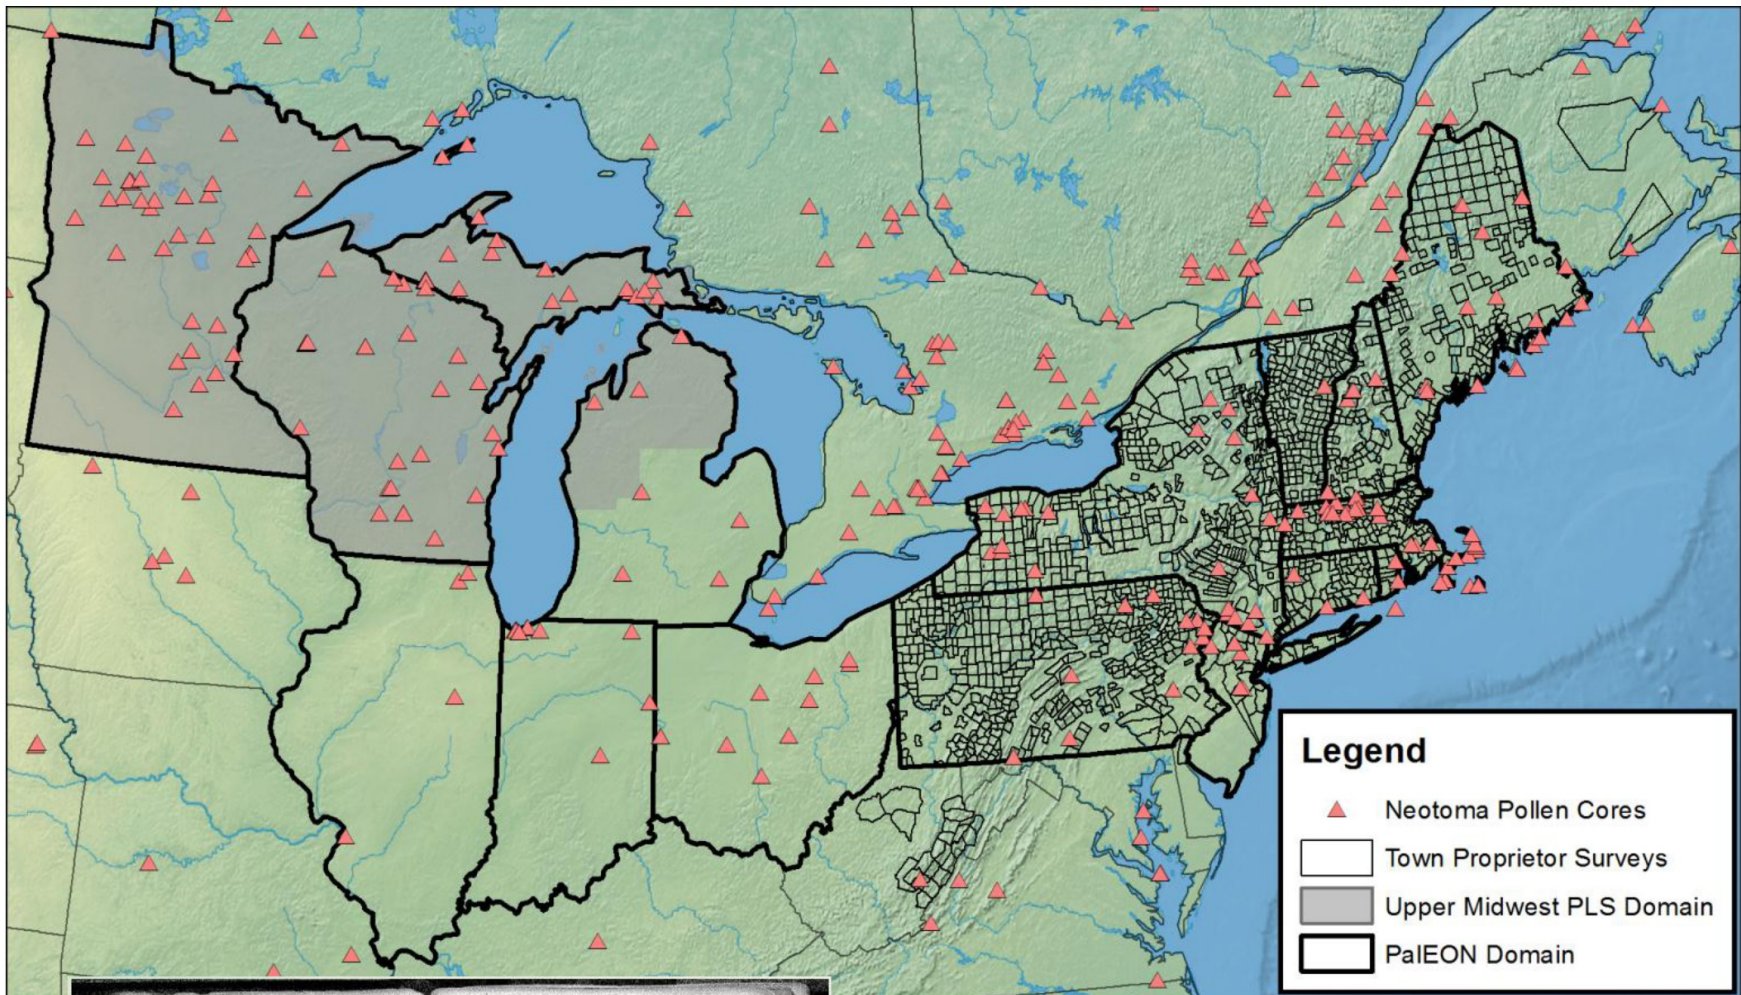 Legend
Neotoma Pollen Cores
Town Proprietor Surveys
Upper Midwest PLS Domain
PalEON Domain